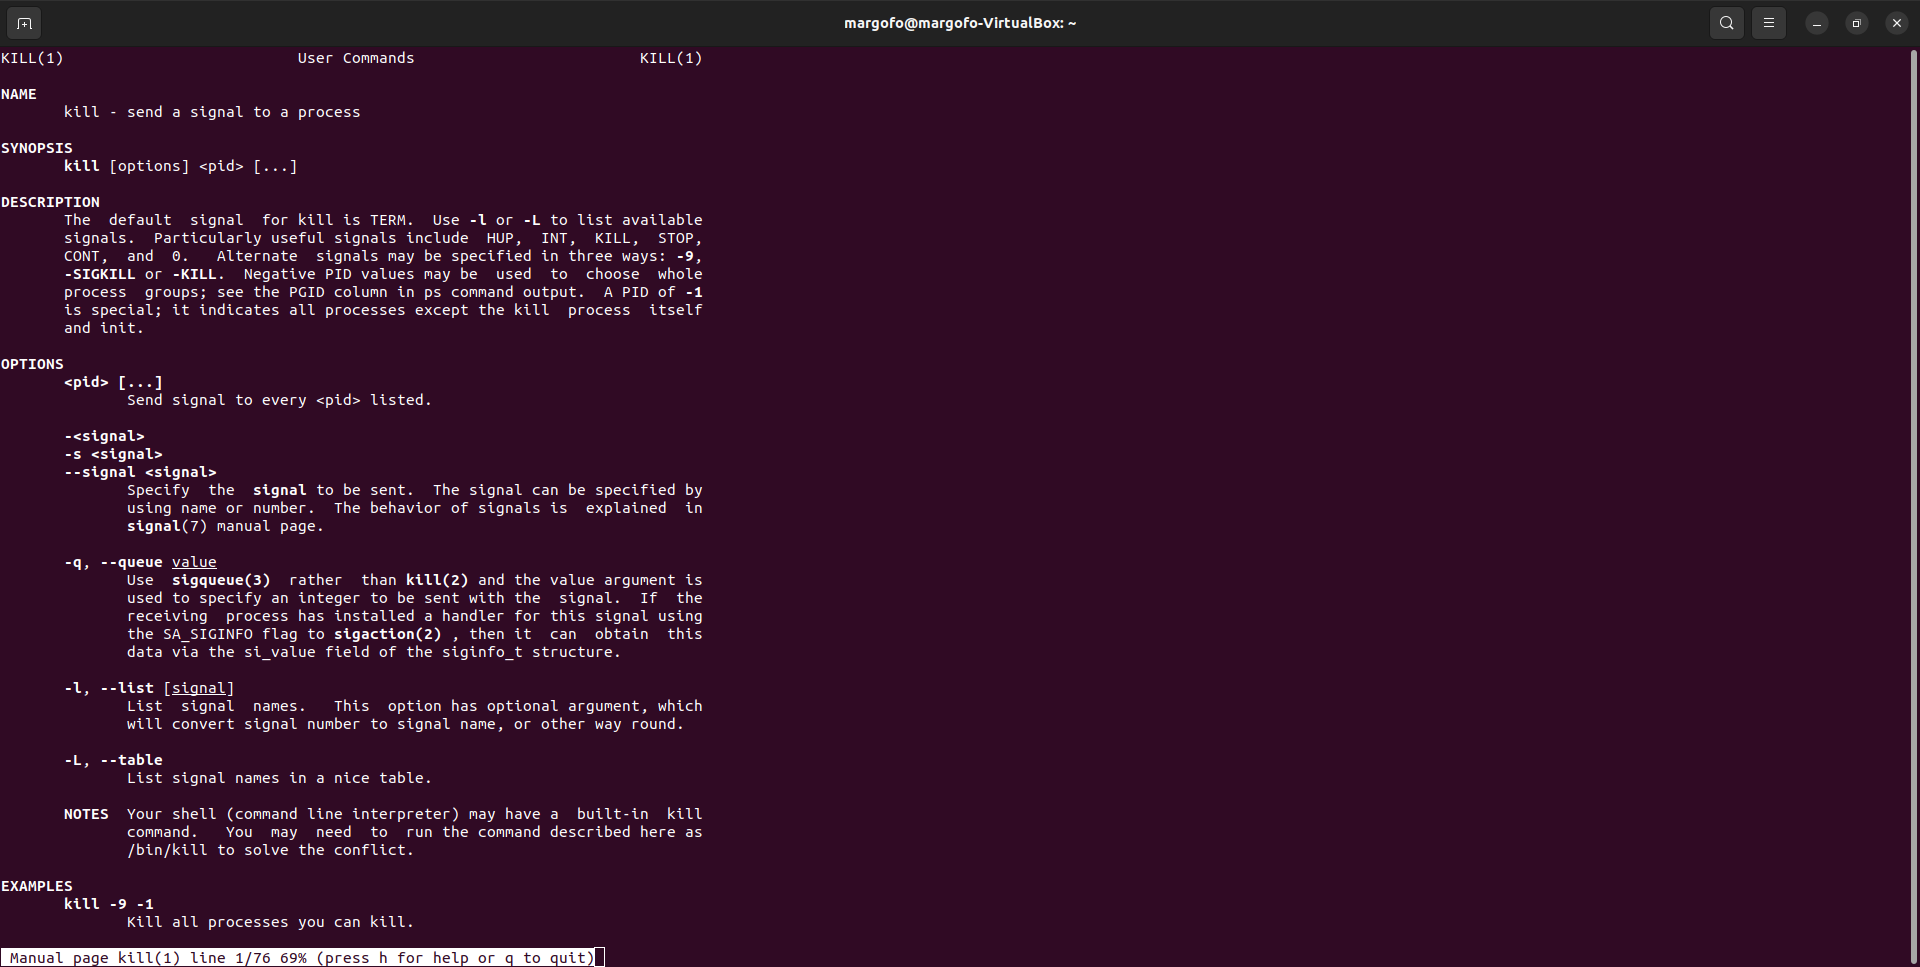 margofo@margofo-VirtualBox: ~
KILL(1)                          User Commands                         KILL(1)
NAME
       kill - send a signal to a process
SYNOPSIS
       kill [options] <pid> [...]
DESCRIPTION
       The  default  signal  for kill is TERM.  Use -l or -L to list available
       signals.  Particularly useful signals include  HUP,  INT,  KILL,  STOP,
       CONT,  and  0.   Alternate  signals may be specified in three ways: -9,
       -SIGKILL or -KILL.  Negative PID values may be  used  to  choose  whole
       process  groups; see the PGID column in ps command output.  A PID of -1
       is special; it indicates all processes except the kill  process  itself
       and init.
OPTIONS
       <pid> [...]
              Send signal to every <pid> listed.
       -<signal>
       -s <signal>
       --signal <signal>
              Specify  the  signal to be sent.  The signal can be specified by
              using name or number.  The behavior of signals is  explained  in
              signal(7) manual page.
       -q, --queue value
              Use  sigqueue(3)  rather  than kill(2) and the value argument is
              used to specify an integer to be sent with the  signal.  If  the
              receiving  process has installed a handler for this signal using
              the SA_SIGINFO flag to sigaction(2) , then it  can  obtain  this
              data via the si_value field of the siginfo_t structure.
       -l, --list [signal]
              List  signal  names.   This  option has optional argument, which
              will convert signal number to signal name, or other way round.
       -L, --table
              List signal names in a nice table.
       NOTES  Your shell (command line interpreter) may have a  built-in  kill
              command.   You  may  need  to  run the command described here as
              /bin/kill to solve the conflict.
EXAMPLES
       kill -9 -1
              Kill all processes you can kill.
 Manual page kill(1) line 1/76 69% (press h for help or q to quit)